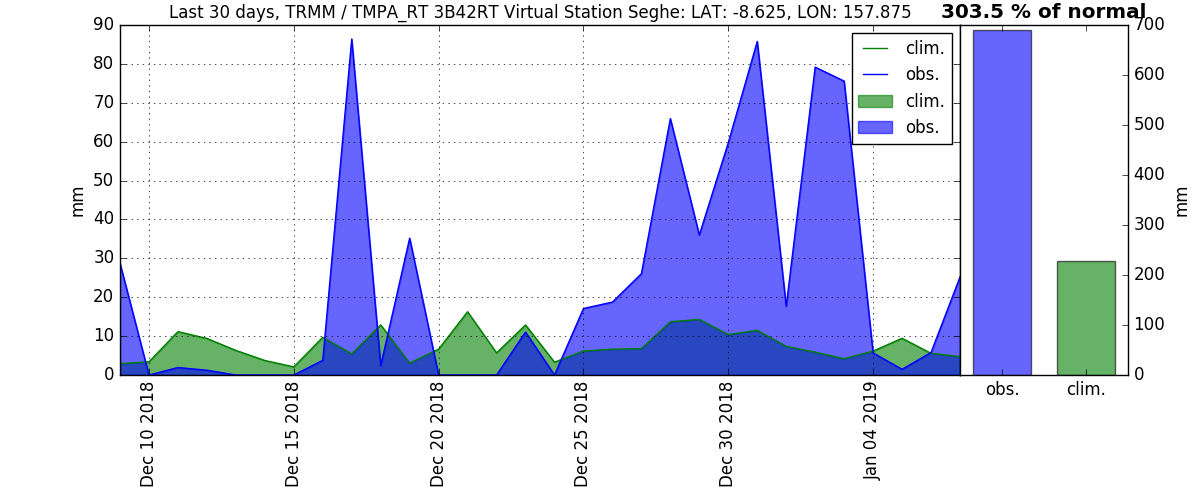 Last 30 days, TRMM / TMPA_RT 3B42RT Virtual Station Seghe: LAT: -8.625, LON: 157.875
303.5 % of normal
90
80
70
60
50
40
30
20
10
0
mm
clim.
obs.
clim.
obs.
700
600
500
400
300
200
100
0
mm
Dec 10 2018
Dec 15 2018
Dec 20 2018
Dec 25 2018
Dec 30 2018
Jan 04 2019
obs.
clim.